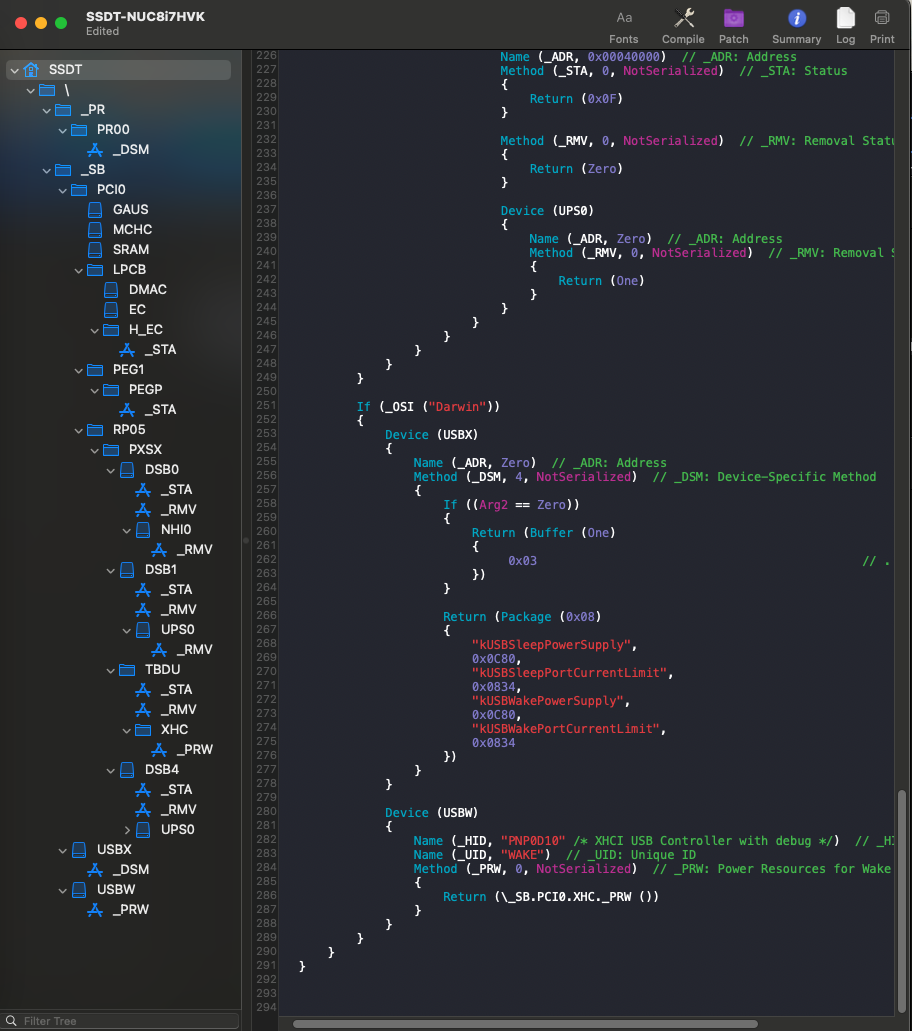 SSDT-NUC8i7HVK
Edited
Aa
Fonts
Compile
Patch
Summary
Log
Print
SSDT
\
_PR
PR00
_DSM
_SB
PCI0
GAUS
MCHC
SRAM
LPCB
DMAC
EC
H_EC
_STA
PEG1
PEGP
_STA
RP05
PXSX
DSB0
_STA
_RMV
NHI0
_RMV
DSB1
_STA
_RMV
UPS0
_RMV
TBDU
_STA
_RMV
XHC
_PRW
DSB4
_STA
_RMV
UPS0
USBX
_DSM
USBW
_PRW
Filter Tree
226 Name (_ADR, 0x00040000)  // _ADR: Address
227 Method (_STA, 0, NotSerialized)  // _STA: Status
228 {
229 Return (0x0F)
230 }
231
232 Method (_RMV, 0, NotSerialized)  // _RMV: Removal Statu
233 {
234 Return (Zero)
235 }
236
237 Device (UPS0)
238 {
239 Name (_ADR, Zero)  // _ADR: Address
240 Method (_RMV, 0, NotSerialized)  // _RMV: Removal S
241 {
242 Return (One)
243 }
244 }
245 }
246 }
247 }
248 }
249 }
250
251 If (_OSI ("Darwin"))
252 {
253 Device (USBX)
254 {
255 Name (_ADR, Zero)  // _ADR: Address
256 Method (_DSM, 4, NotSerialized)  // _DSM: Device-Specific Method
257 {
258 If ((Arg2 == Zero))
259 {
260 Return (Buffer (One)
261 {
262 0x03 // .
263 })
264 }
265
266 Return (Package (0x08)
267 {
268 "kUSBSleepPowerSupply",
269 0x0C80,
270 "kUSBSleepPortCurrentLimit",
271 0x0834,
272 "kUSBWakePowerSupply",
273 0x0C80,
274 "kUSBWakePortCurrentLimit",
275 0x0834
276 })
277 }
278 }
279
280 Device (USBW)
281 {
282 Name (_HID, "PNP0D10" /* XHCI USB Controller with debug */)  // _HI
283 Name (_UID, "WAKE")  // _UID: Unique ID
284 Method (_PRW, 0, NotSerialized)  // _PRW: Power Resources for Wake
285 {
286 Return (\_SB.PCI0.XHC._PRW ())
287 }
288 }
289 }
290 }
291 }
292
293
294